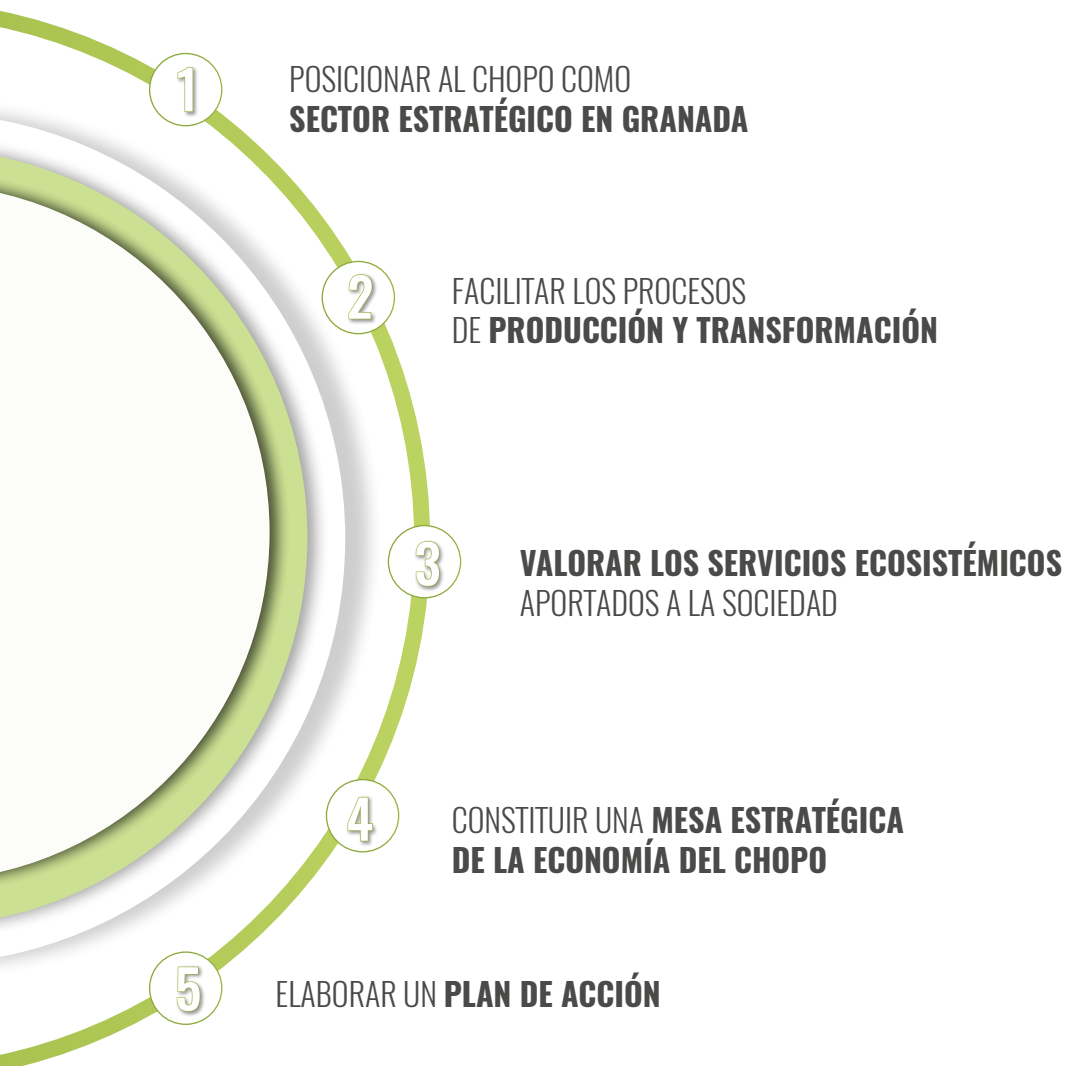 1
POSICIONAR AL CHOPO COMO
SECTOR ESTRATÉGICO EN GRANADA
2
FACILITAR LOS PROCESOS
DE PRODUCCIÓN Y TRANSFORMACIÓN
3
VALORAR LOS SERVICIOS ECOSISTÉMICOS
APORTADOS A LA SOCIEDAD
4
CONSTITUIR UNA MESA ESTRATÉGICA
DE LA ECONOMÍA DEL CHOPO
5
ELABORAR UN PLAN DE ACCIÓN